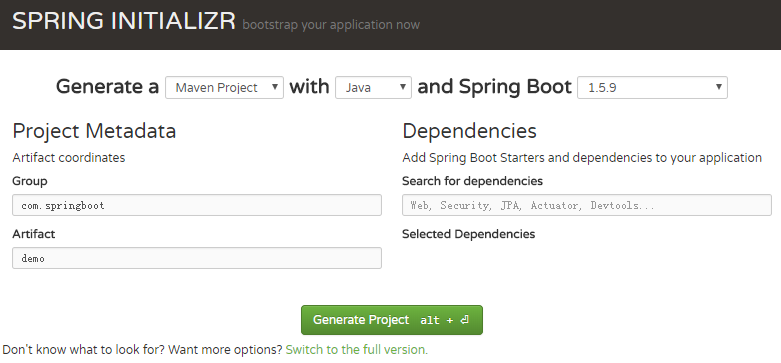 SPRING INITIALIZR bootstrap your application now
Generate a Maven Project with Java and Spring Boot 1.5.9
Project Metadata
Artifact coordinates
Group
com.springboot
Artifact
demo
Dependencies
Add Spring Boot Starters and dependencies to your application
Search for dependencies
Web, Security, JPA, Actuator, Devtools...
Selected Dependencies
Generate Project alt + ⏎
Don't know what to look for? Want more options? Switch to the full version.